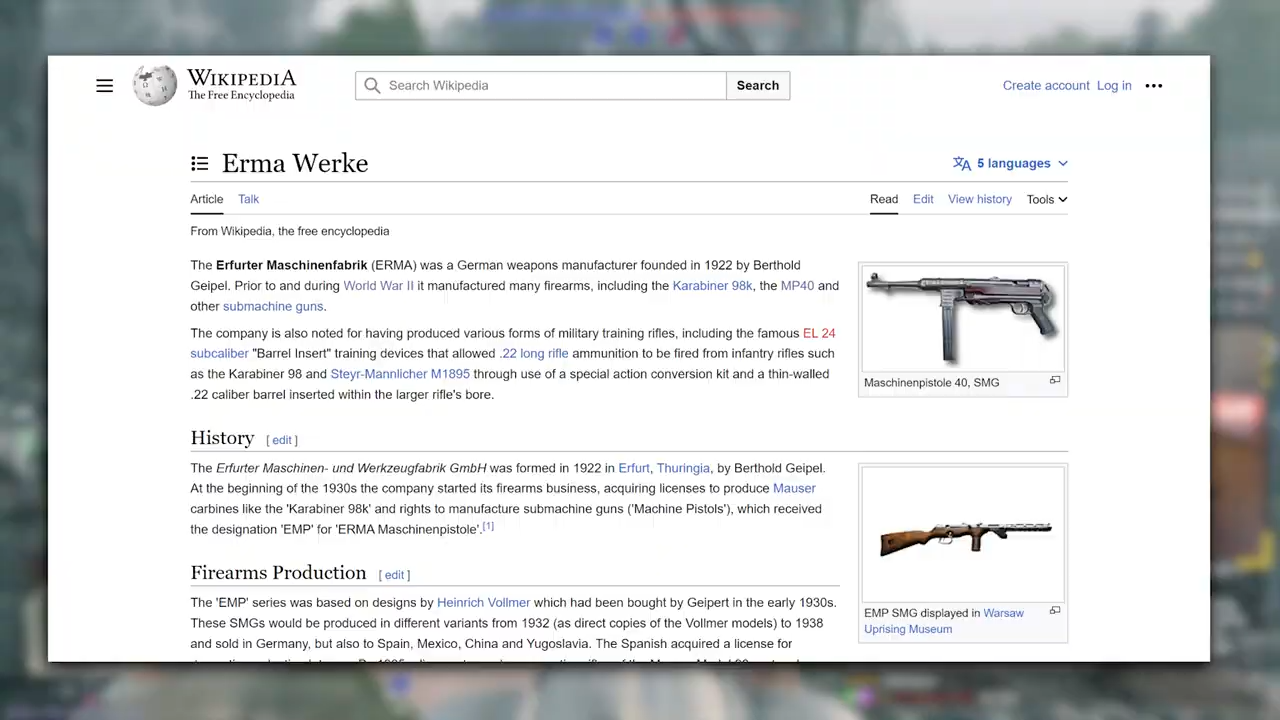 WIKIPEDIA
The Free Encyclopedia
Search Wikipedia
Search
Create account Log in
Erma Werke
5 languages
Article Talk
Read Edit View history Tools
From Wikipedia, the free encyclopedia
The Erfurter Maschinenfabrik (ERMA) was a German weapons manufacturer founded in 1922 by Berthold
Geipel. Prior to and during World War II it manufactured many firearms, including the Karabiner 98k, the MP40 and
other submachine guns.
The company is also noted for having produced various forms of military training rifles, including the famous EL 24
subcaliber "Barrel Insert" training devices that allowed .22 long rifle ammunition to be fired from infantry rifles such
as the Karabiner 98 and Steyr-Mannlicher M1895 through use of a special action conversion kit and a thin-walled
.22 caliber barrel inserted within the larger rifle's bore.
Maschinenpistole 40, SMG
History [ edit ]
The Erfurter Maschinen- und Werkzeugfabrik GmbH was formed in 1922 in Erfurt, Thuringia, by Berthold Geipel.
At the beginning of the 1930s the company started its firearms business, acquiring licenses to produce Mauser
carbines like the 'Karabiner 98k' and rights to manufacture submachine guns ('Machine Pistols'), which received
the designation 'EMP' for 'ERMA Maschinenpistole'.[1]
EMP SMG displayed in Warsaw
Uprising Museum
Firearms Production [ edit ]
The 'EMP' series was based on designs by Heinrich Vollmer which had been bought by Geipert in the early 1930s.
These SMGs would be produced in different variants from 1932 (as direct copies of the Vollmer models) to 1938
and sold in Germany, but also to Spain, Mexico, China and Yugoslavia. The Spanish acquired a license for